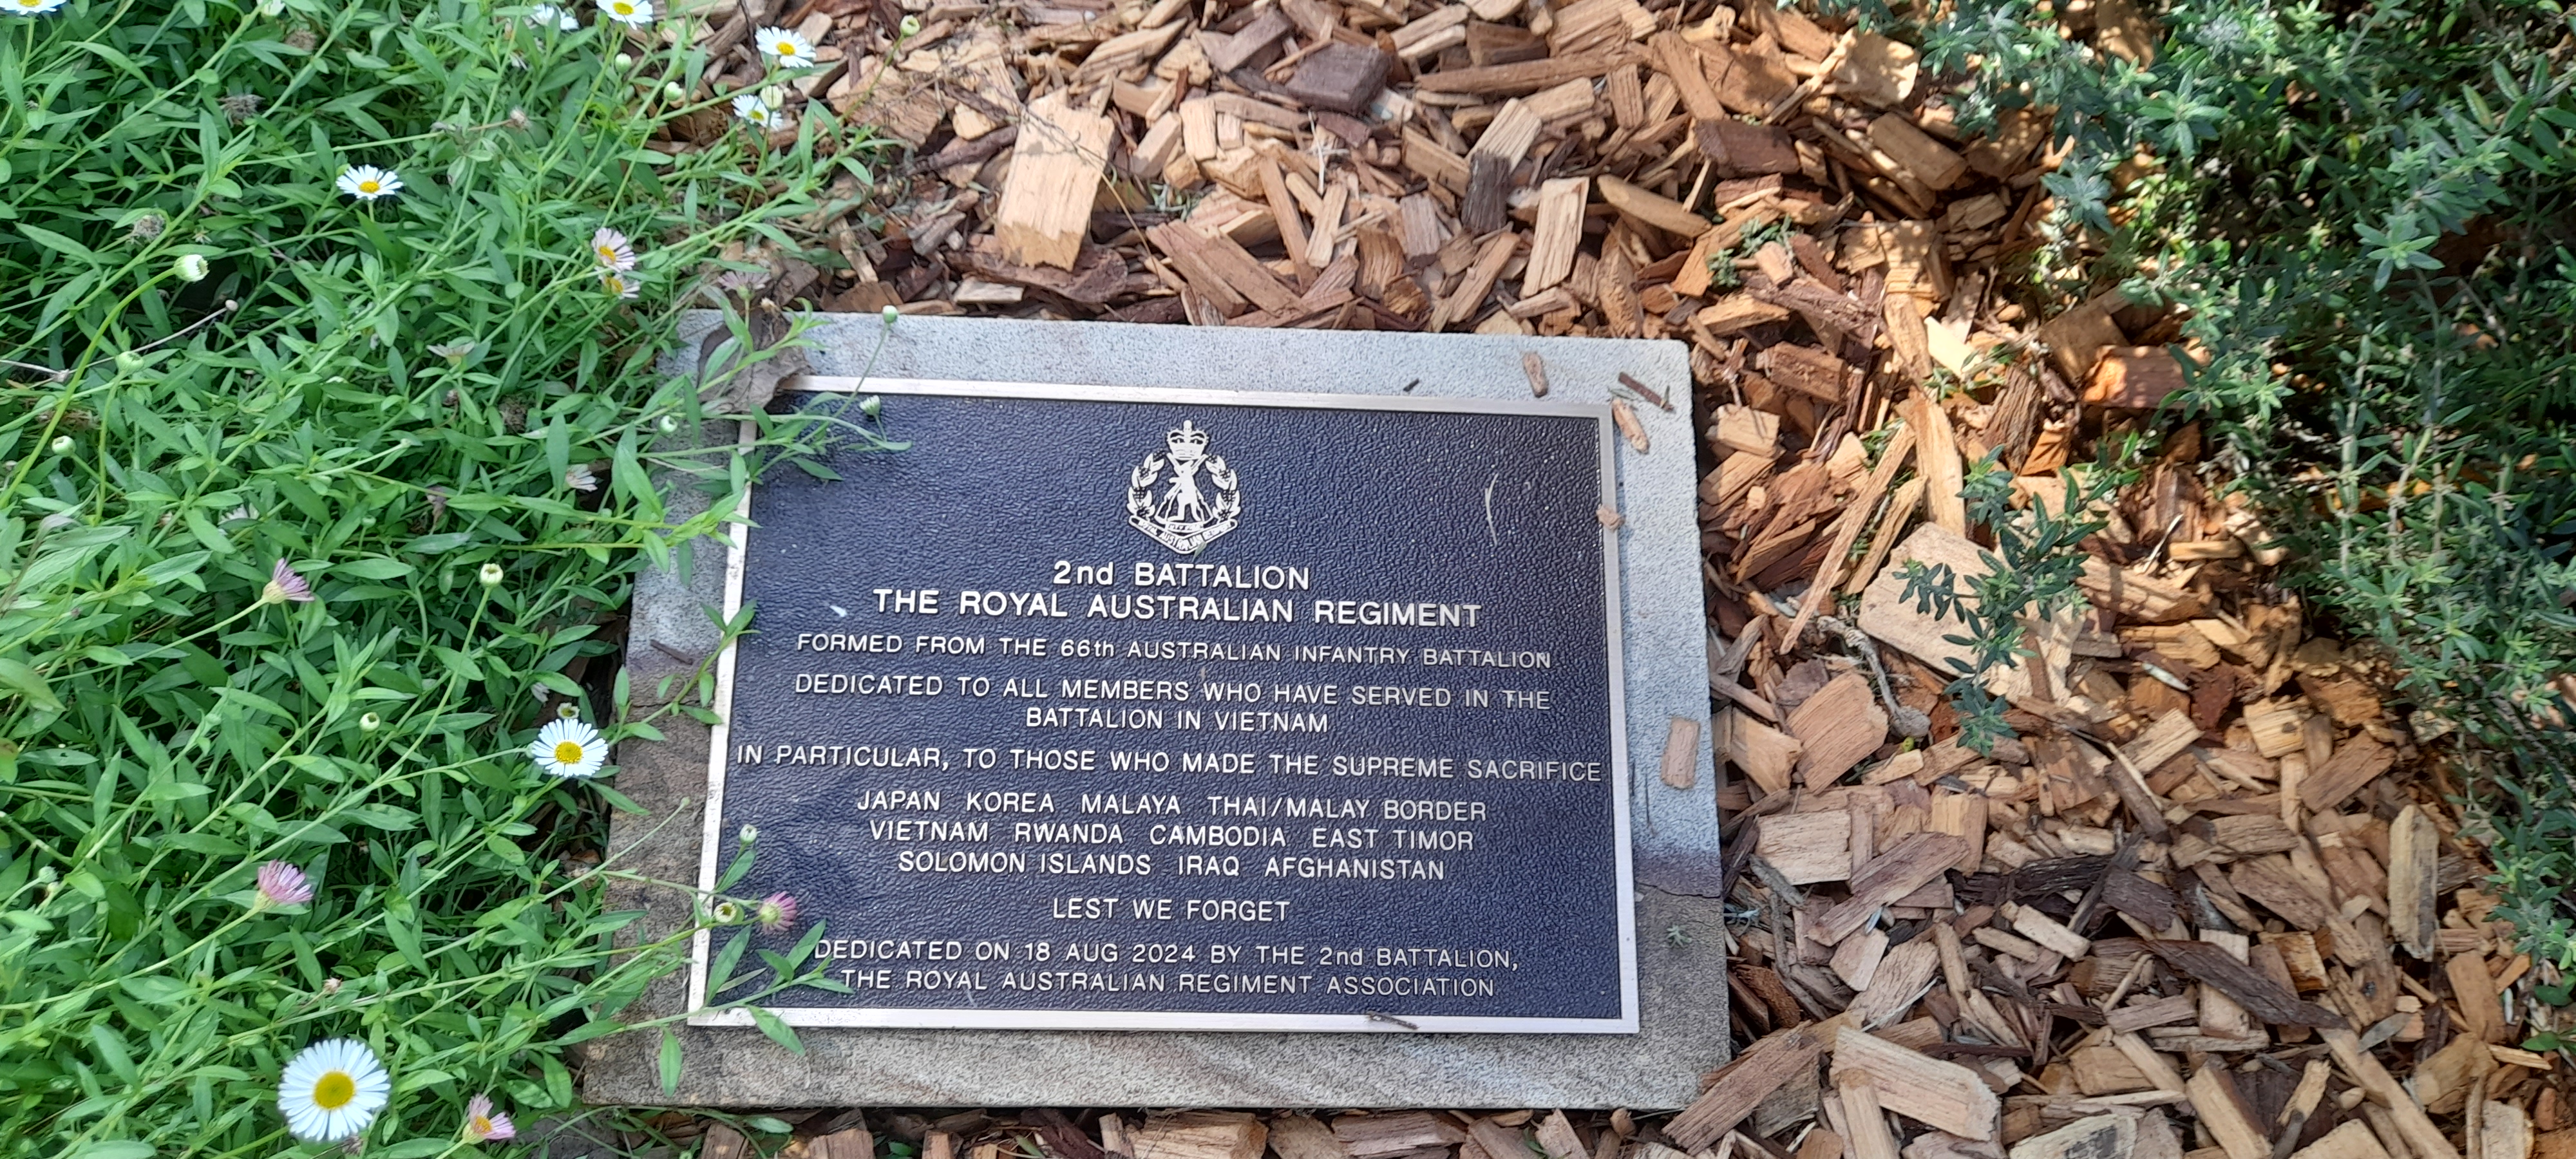 2nd BATTALION
THE ROYAL AUSTRALIAN REGIMENT
FORMED FROM THE 66th AUSTRALIAN INFANTRY BATTALION
DEDICATED TO ALL MEMBERS WHO HAVE SERVED IN THE
BATTALION IN VIETNAM
IN PARTICULAR, TO THOSE WHO MADE THE SUPREME SACRIFICE
JAPAN KOREA MALAYA THAI/MALAY BORDER
VIETNAM RWANDA CAMBODIA EAST TIMOR
SOLOMON ISLANDS IRAQ AFGHANISTAN
LEST WE FORGET
DEDICATED ON 18 AUG 2024 BY THE 2nd BATTALION,
THE ROYAL AUSTRALIAN REGIMENT ASSOCIATION